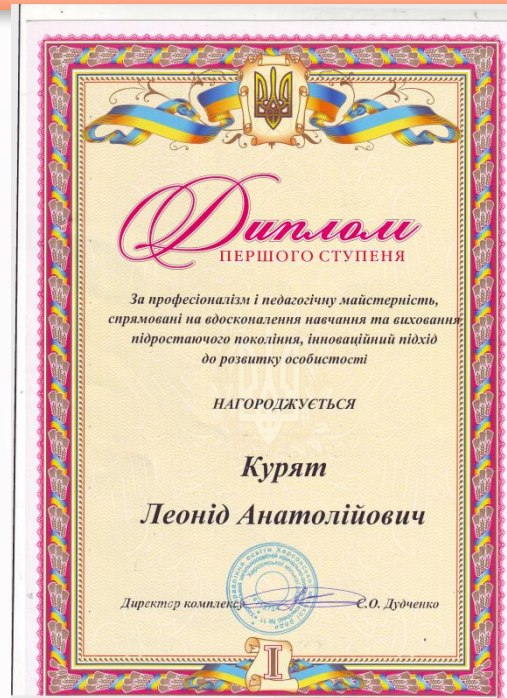 Диплом
ПЕРШОГО СТУПЕНЯ
За професіоналізм і педагогічну майстерність,
спрямовані на вдосконалення навчання та виховання
підростаючого покоління, інноваційний підхід
до розвитку особистості
НАГОРОДЖУЄТЬСЯ
Курят
Леонід Анатолійович
Директор комплексу
Є.О. Дудченко
I